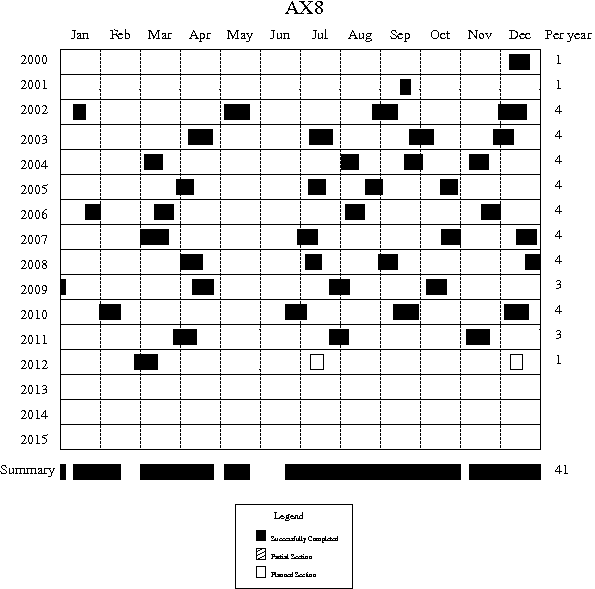 AX8
Jan Feb Mar Apr May Jun Jul Aug Sep Oct Nov Dec Per year
2000 1
2001 1
2002 4
2003 4
2004 4
2005 4
2006 4
2007 4
2008 4
2009 3
2010 4
2011 3
2012 1
2013
2014
2015
Summary 41
Legend
Successfully Completed
Partial Section
Planned Section